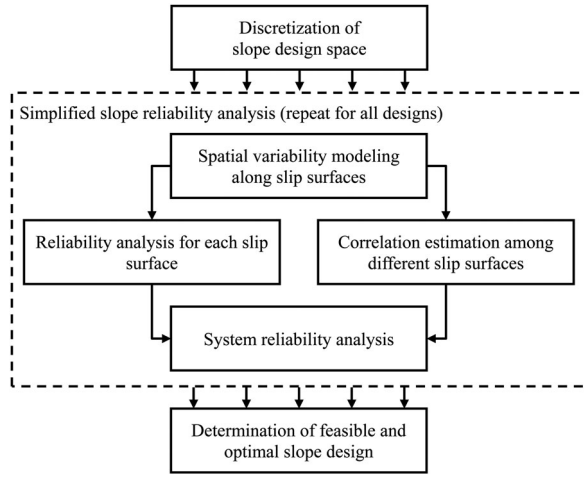 Discretization of
slope design space
Simplified slope reliability analysis (repeat for all designs)
Spatial variability modeling
along slip surfaces
Reliability analysis for each slip
surface
Correlation estimation among
different slip surfaces
System reliability analysis
Determination of feasible and
optimal slope design